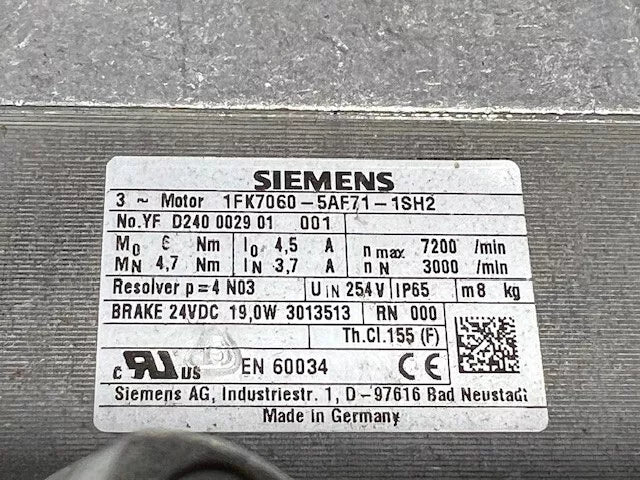 SIEMENS
3 ~ Motor 1FK7060-5AF71-1SH2
No.YF D240 0029 01 001
M0 6 Nm I0 4,5 A n max. 7200 /min
MN 4,7 Nm IN 3,7 A n N 3000 /min
Resolver p=4 N03 UIN 254V IP65 m 8 kg
BRAKE 24VDC 19,0W 3013513 RN 000
Th.Cl.155 (F)
c RU US EN 60034 CE
Siemens AG, Industriestr. 1, D-97616 Bad Neustadt
Made in Germany